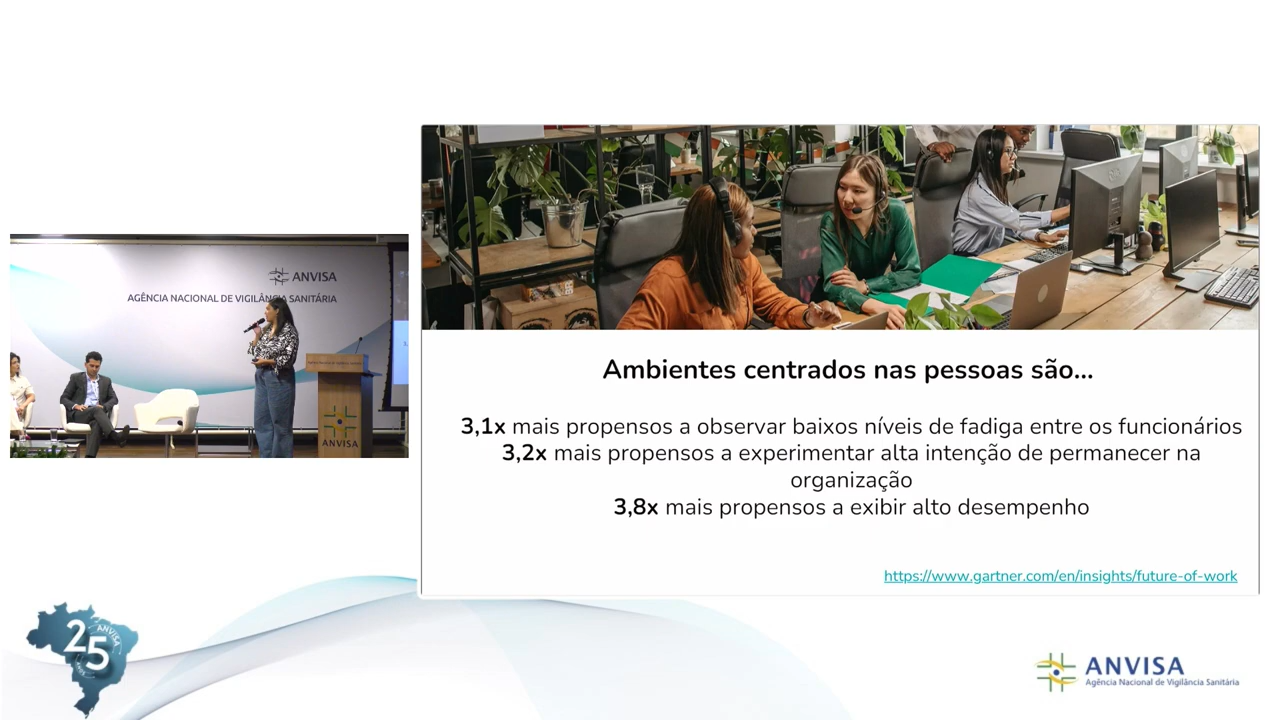 ANVISA
AGÊNCIA NACIONAL DE VIGILÂNCIA SANITÁRIA
ANVISA
Ambientes centrados nas pessoas são...
3,1x mais propensos a observar baixos níveis de fadiga entre os funcionários
3,2x mais propensos a experimentar alta intenção de permanecer na
organização
3,8x mais propensos a exibir alto desempenho
https://www.gartner.com/en/insights/future-of-work
25
ANVISA
ANVISA
Agência Nacional de Vigilância Sanitária